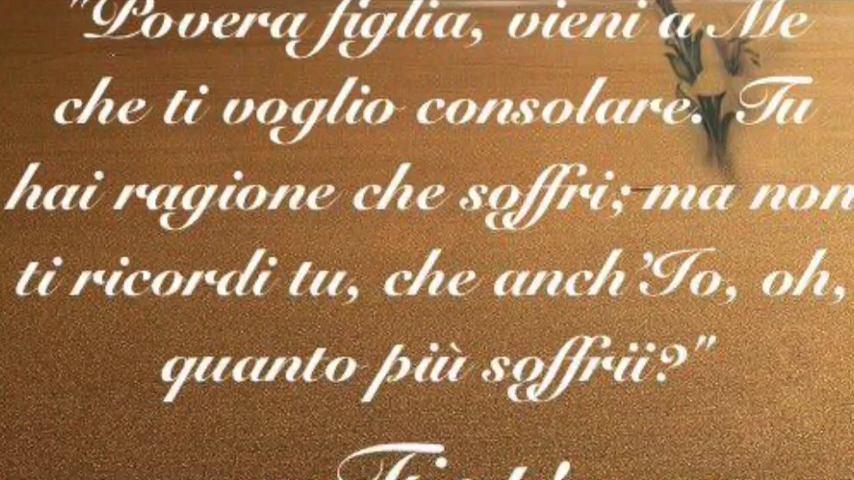 "Povera figlia, vieni a Me
che ti voglio consolare. Tu
hai ragione che soffri; ma non
ti ricordi tu, che anch'Io, oh,
quanto più soffrii?"